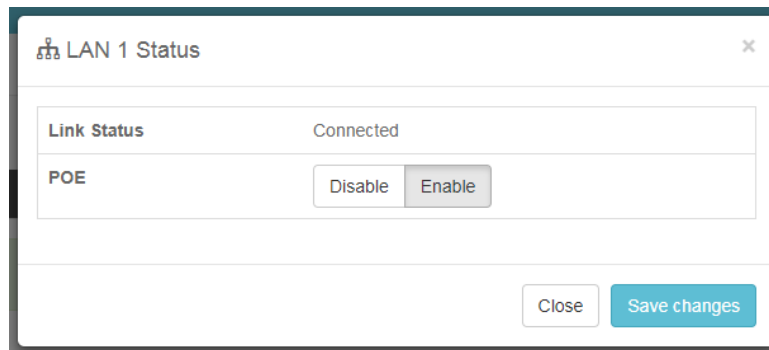 LAN 1 Status
×
Link Status Connected
POE Disable Enable
Close Save changes